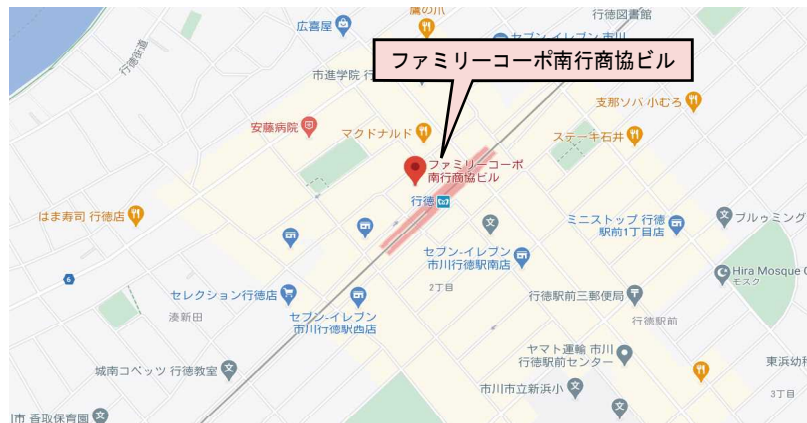 鷹の爪
行徳図書館
広喜屋
セブン-イレブン 市川
行徳街道
ファミリーコーポ南行商協ビル
市進学院 行
支那ソバ 小むろ
安藤病院
マクドナルド
ステーキ石井
ファミリーコーポ
南行商協ビル
行徳
はま寿司 行徳店
ミニストップ 行徳
駅前1丁目店
ブルゥミング
セブン-イレブン
市川行徳駅南店
Hira Mosque
モスク
6
2丁目
セレクション行徳店
行徳駅前三郵便局
湊新田
セブン-イレブン
市川行徳駅西店
行徳駅前
ヤマト運輸 市川
行徳駅前センター
城南コベッツ 行徳教室
東浜幼
市川市立新浜小
3丁目
市 香取保育園